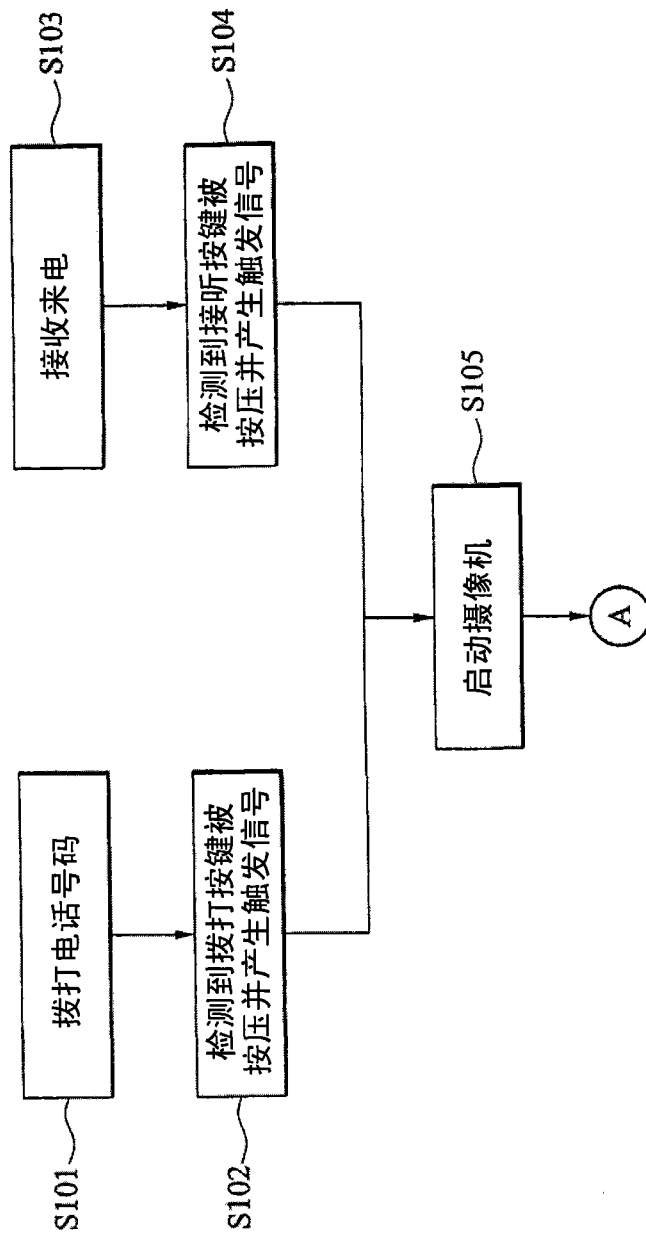 S101
拨打电话号码
S102
检测到拨打按键被
按压并产生触发信号
接收来电
S103
检测到接听按键被
按压并产生触发信号
S104
启动摄像机
S105
A